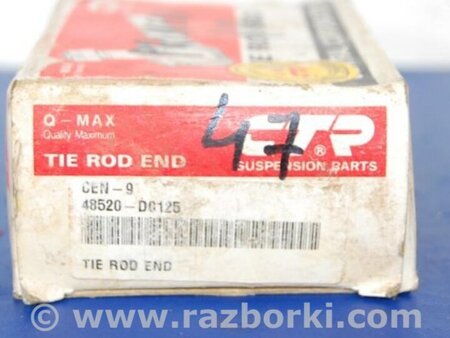 Q-MAX
Quality Maximum
47
CTR
®
TIE ROD END
SUSPENSION PARTS
CEN-9
48520-D0125
TIE ROD END
© www.razborki.com